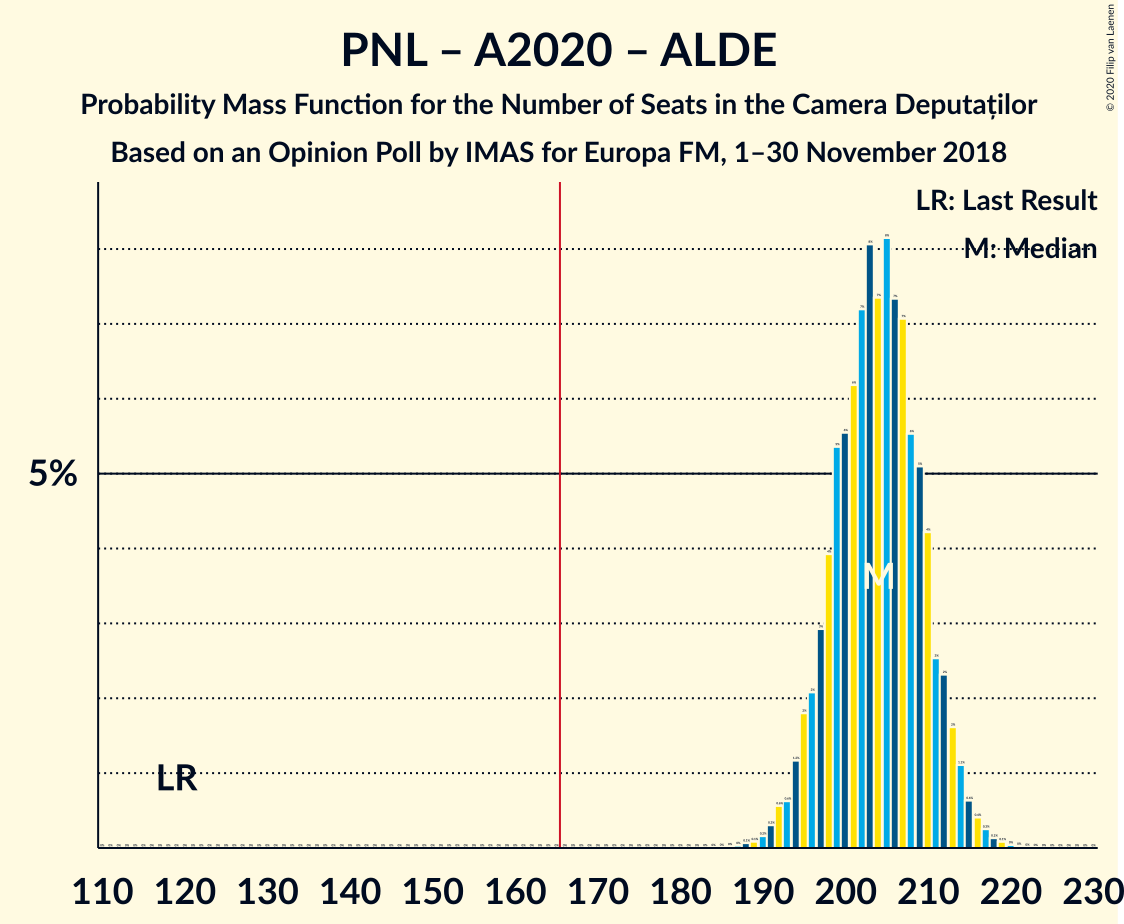 PNL – A2020 – ALDE
Probability Mass Function for the Number of Seats in the Camera Deputaților
Based on an Opinion Poll by IMAS for Europa FM, 1–30 November 2018
© 2020 Filip van Laenen
LR: Last Result
M: Median
5%
M
LR
110 120 130 140 150 160 170 180 190 200 210 220 230